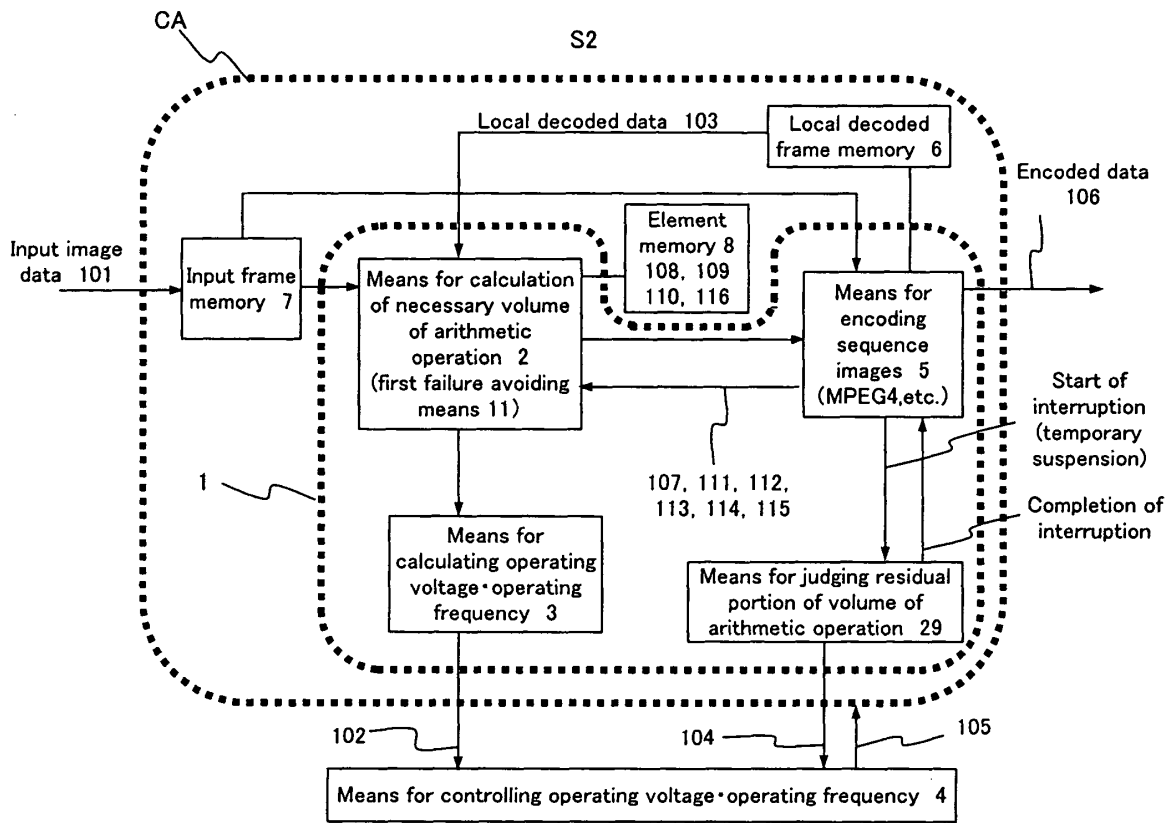 CA
S2
Local decoded data 103
Local decoded
frame memory 6
Encoded data
106
Input image
data 101
Input frame
memory 7
Element
memory 8
108, 109
110, 116
Means for calculation
of necessary volume
of arithmetic
operation 2
(first failure avoiding
means 11)
Means for
encoding
sequence
images 5
(MPEG4,etc.)
Start of
interruption
(temporary
suspension)
1
107, 111, 112,
113, 114, 115
Completion of
interruption
Means for
calculating operating
voltage・operating
frequency 3
Means for judging residual
portion of volume of
arithmetic operation 29
102
104
105
Means for controlling operating voltage・operating frequency 4